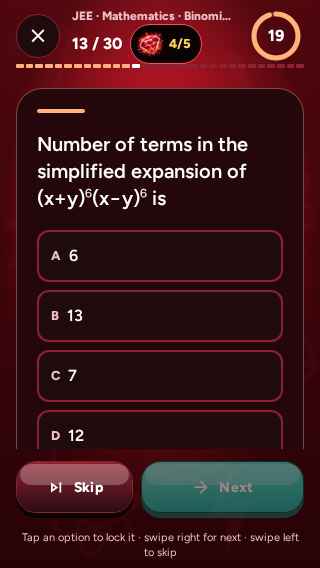 JEE · Mathematics · Binomi...
13 / 30
4/5
19
Number of terms in the
simplified expansion of
(x+y)⁶(x−y)⁶ is
A 6
B 13
C 7
D 12
Skip
Next
Tap an option to lock it · swipe right for next · swipe left
to skip